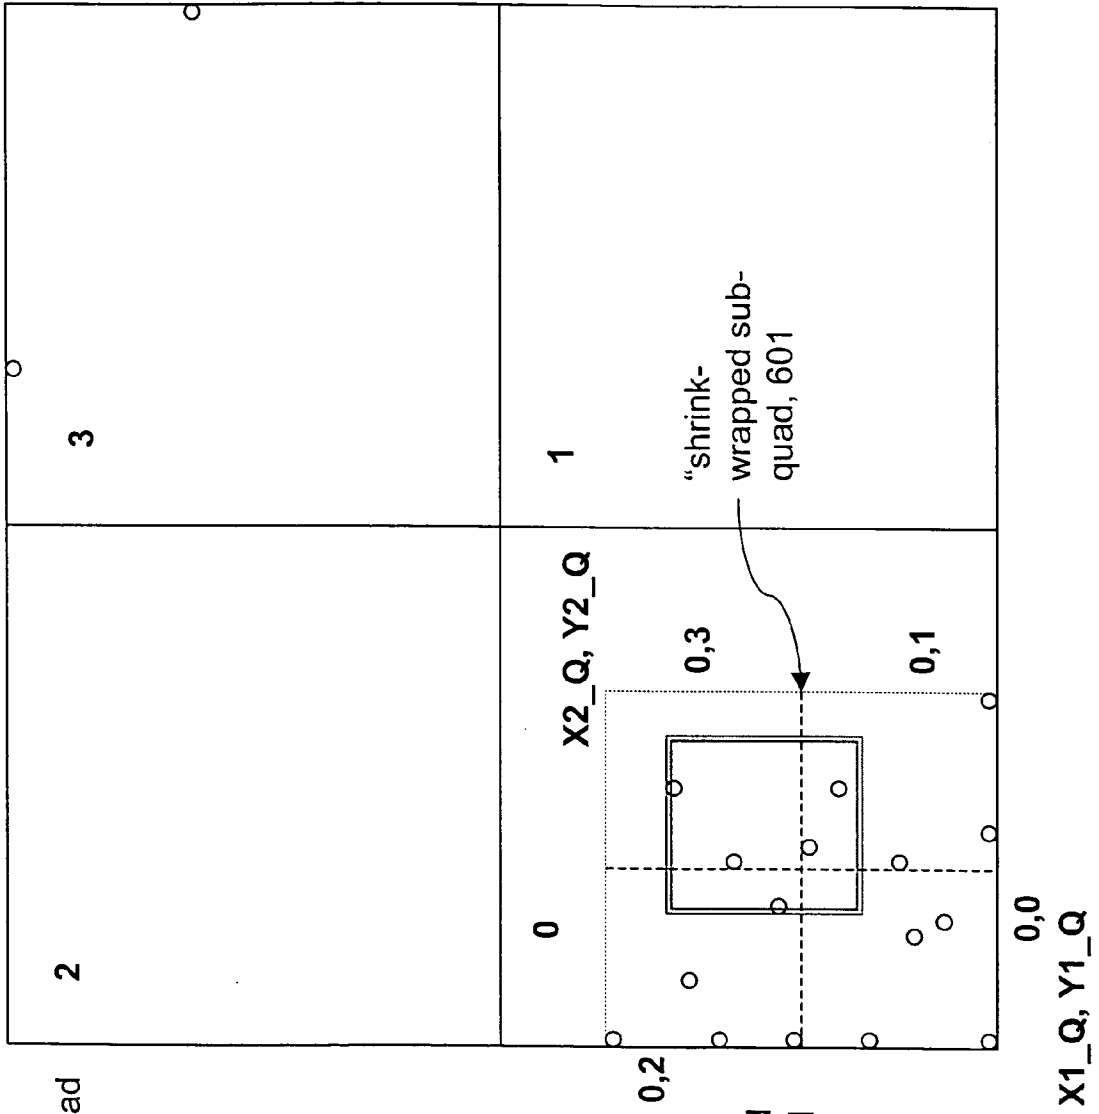 ad
2
3
0
1
X2_Q, Y2_Q
"shrink-
wrapped sub-
quad, 601
0,3
0,1
0,2
0,0
X1_Q, Y1_Q